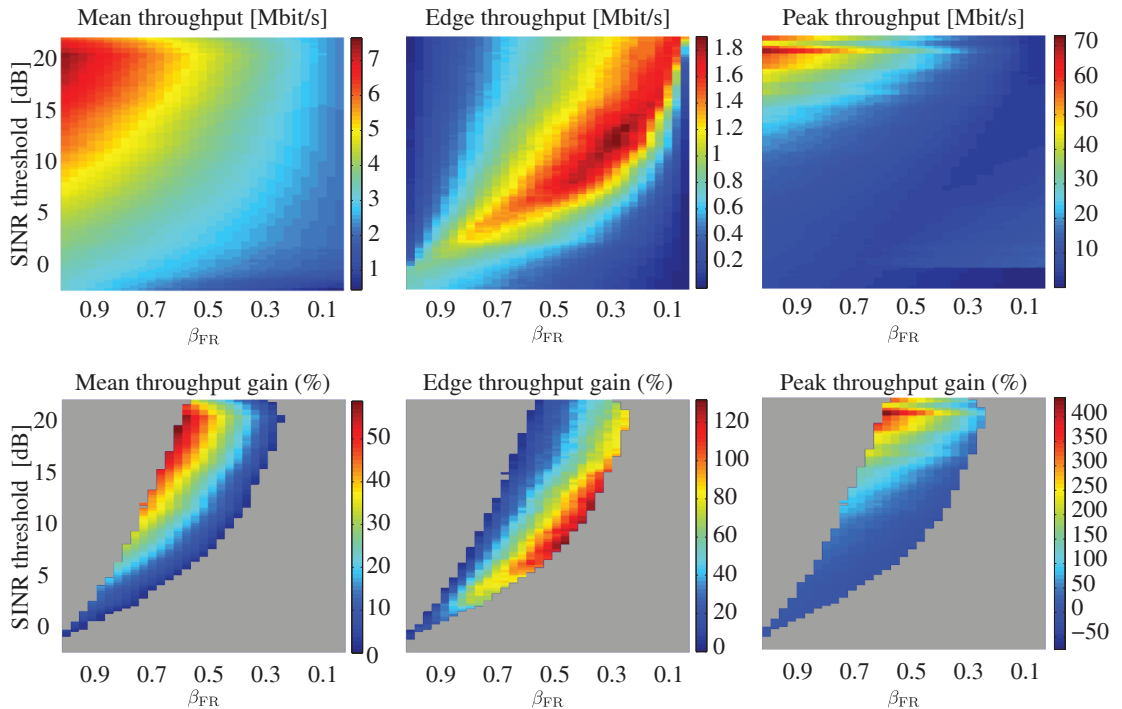 Mean throughput [Mbit/s]
Edge throughput [Mbit/s]
Peak throughput [Mbit/s]
SINR threshold [dB]
20
15
10
5
0
7
6
5
4
3
2
1
1.8
1.6
1.4
1.2
1
0.8
0.6
0.4
0.2
70
60
50
40
30
20
10
0.9 0.7 0.5 0.3 0.1
0.9 0.7 0.5 0.3 0.1
0.9 0.7 0.5 0.3 0.1
β_FR
β_FR
β_FR
Mean throughput gain (%)
Edge throughput gain (%)
Peak throughput gain (%)
SINR threshold [dB]
20
15
10
5
0
50
40
30
20
10
0
120
100
80
60
40
20
0
400
350
300
250
200
150
100
50
0
−50
0.9 0.7 0.5 0.3 0.1
0.9 0.7 0.5 0.3 0.1
0.9 0.7 0.5 0.3 0.1
β_FR
β_FR
β_FR